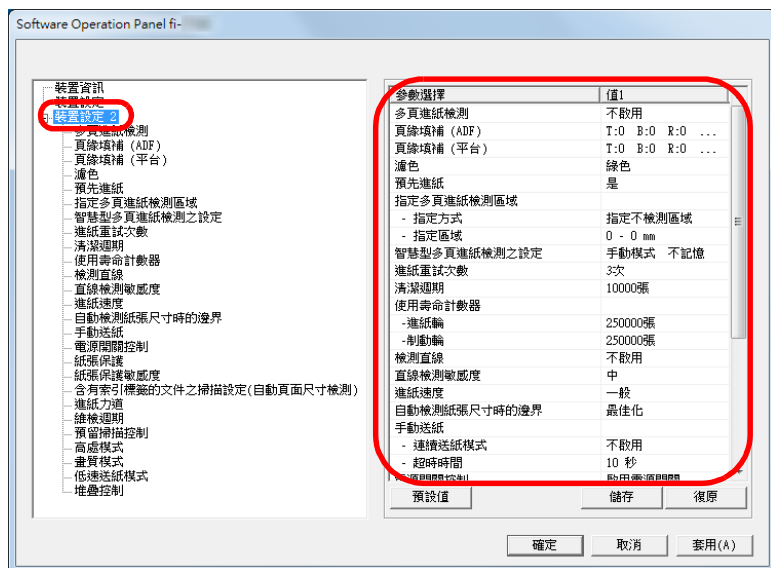 Software Operation Panel fi-
裝置資訊
裝置設定
裝置設定 2
多頁進紙檢測
頁緣填補 (ADF)
頁緣填補 (平台)
濾色
預先進紙
指定多頁進紙檢測區域
智慧型多頁進紙檢測之設定
進紙重試次數
清潔週期
使用壽命計數器
檢測直線
直線檢測敏感度
進紙速度
自動檢測紙張尺寸時的邊界
手動送紙
電源開關控制
紙張保護
紙張保護敏感度
含有索引標籤的文件之掃描設定(自動頁面尺寸檢測)
進紙力道
維檢週期
預留掃描控制
高處模式
畫質模式
低速送紙模式
堆疊控制
參數選擇 值1
多頁進紙檢測 不啟用
頁緣填補 (ADF) T:0 B:0 R:0 ...
頁緣填補 (平台) T:0 B:0 R:0 ...
濾色 綠色
預先進紙 是
指定多頁進紙檢測區域
- 指定方式 指定不檢測區域
- 指定區域 0 - 0 mm
智慧型多頁進紙檢測之設定 手動模式 不記憶
進紙重試次數 3次
清潔週期 10000張
使用壽命計數器
-進紙輪 250000張
-制動輪 250000張
檢測直線 不啟用
直線檢測敏感度 中
進紙速度 一般
自動檢測紙張尺寸時的邊界 最佳化
手動送紙
- 連續送紙模式 不啟用
- 超時時間 10 秒
電源開關控制 啟用電源開關
預設值 儲存 復原
確定 取消 套用(A)